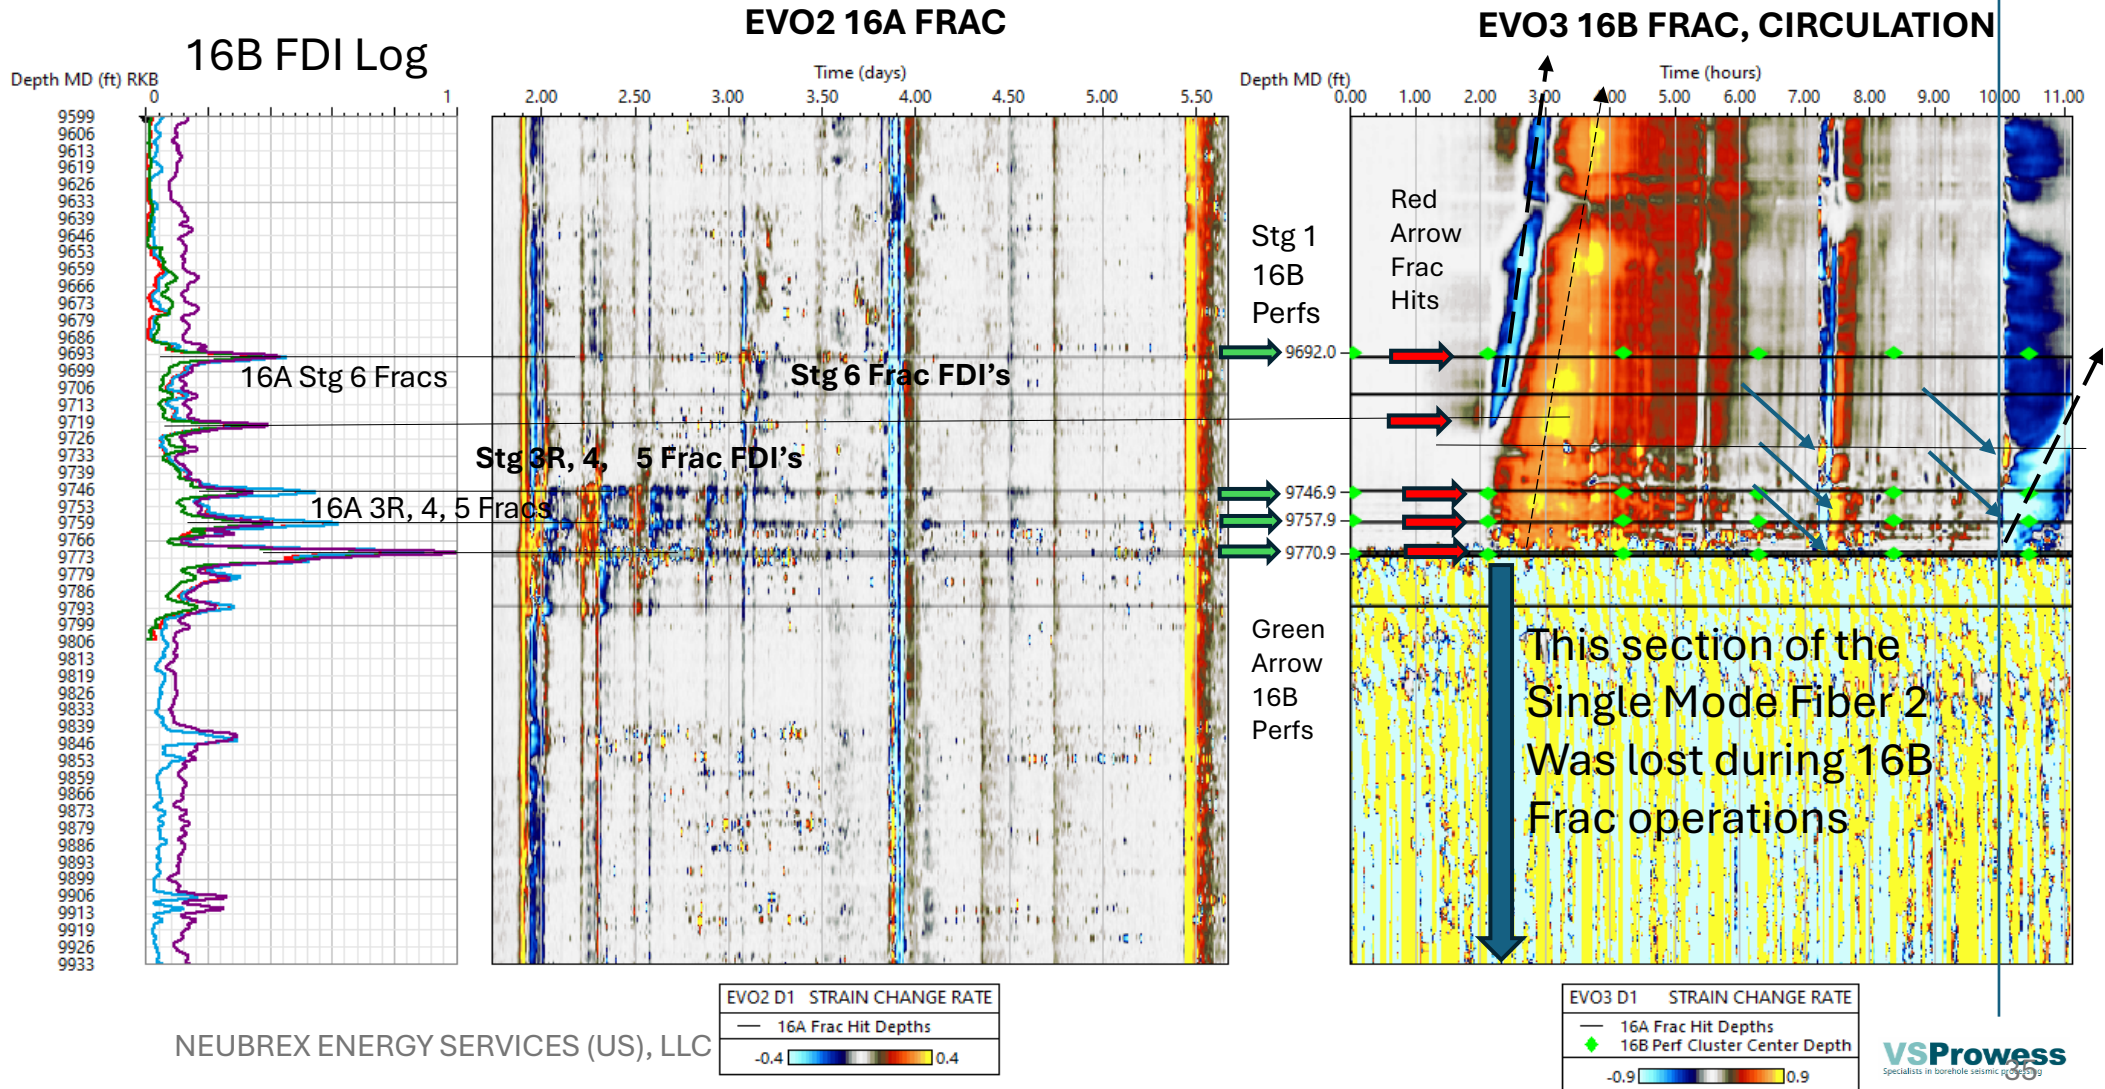 EVO2 16A FRAC
EVO3 16B FRAC, CIRCULATION
16B FDI Log
Depth MD (ft) RKB
0
1
Time (days)
2.00
2.50
3.00
3.50
4.00
4.50
5.00
5.50
Depth MD (ft)
Time (hours)
0.00
1.00
2.00
3.00
4.00
5.00
6.00
7.00
8.00
9.00
10.00
11.00
9599
9606
9613
9619
9626
9633
9639
9646
9653
9659
9666
9673
9679
9686
9693
9699
9706
9713
9719
9726
9733
9739
9746
9753
9759
9766
9773
9779
9786
9793
9799
9806
9813
9819
9826
9833
9839
9846
9853
9859
9866
9873
9879
9886
9893
9899
9906
9913
9919
9926
9933
16A Stg 6 Fracs
16A 3R, 4, 5 Fracs
Stg 6 Frac FDI's
Stg 3R, 4, 5 Frac FDI's
Stg 1
16B
Perfs
9692.0
9746.9
9757.9
9770.9
Green
Arrow
16B
Perfs
Red
Arrow
Frac
Hits
This section of the
Single Mode Fiber 2
Was lost during 16B
Frac operations
EVO2 D1 STRAIN CHANGE RATE
16A Frac Hit Depths
-0.4
0.4
EVO3 D1 STRAIN CHANGE RATE
16A Frac Hit Depths
16B Perf Cluster Center Depth
-0.9
0.9
NEUBREX ENERGY SERVICES (US), LLC
VSProwess
Specialists in borehole seismic processing
35